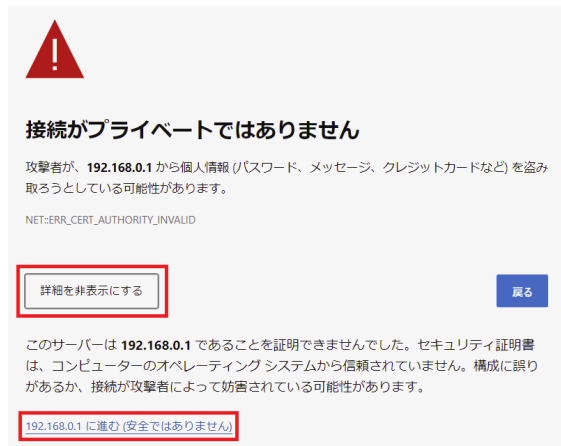 接続がプライベートではありません
攻撃者が、192.168.0.1 から個人情報 (パスワード、メッセージ、クレジットカードなど) を盗み
取ろうとしている可能性があります。
NET::ERR_CERT_AUTHORITY_INVALID
詳細を非表示にする
戻る
このサーバーは 192.168.0.1 であることを証明できませんでした。セキュリティ証明書
は、コンピューターのオペレーティング システムから信頼されていません。構成に誤り
があるか、接続が攻撃者によって妨害されている可能性があります。
192.168.0.1 に進む (安全ではありません)